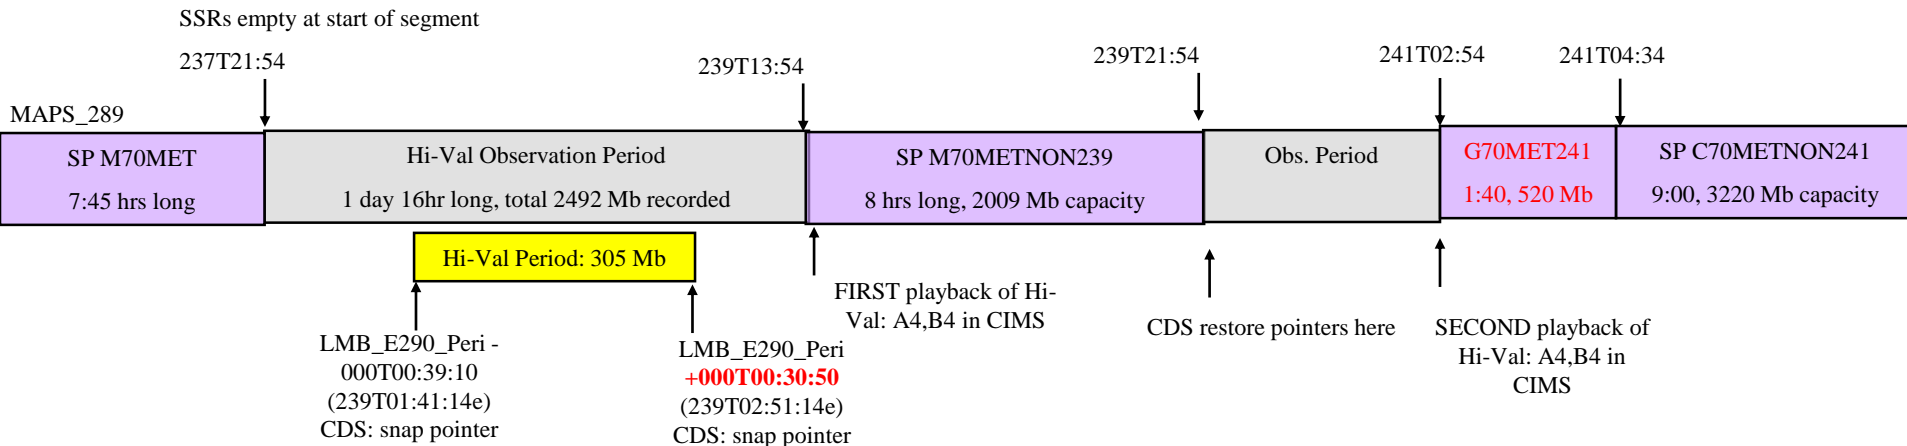 SSRs empty at start of segment
237T21:54
239T13:54
239T21:54
241T02:54
241T04:34
MAPS_289
SP M70MET
7:45 hrs long
Hi-Val Observation Period
1 day 16hr long, total 2492 Mb recorded
SP M70METNON239
8 hrs long, 2009 Mb capacity
Obs. Period
G70MET241
1:40, 520 Mb
SP C70METNON241
9:00, 3220 Mb capacity
Hi-Val Period: 305 Mb
LMB_E290_Peri -
000T00:39:10
(239T01:41:14e)
CDS: snap pointer
LMB_E290_Peri
+000T00:30:50
(239T02:51:14e)
CDS: snap pointer
FIRST playback of Hi-
Val: A4,B4 in CIMS
CDS restore pointers here
SECOND playback of
Hi-Val: A4,B4 in
CIMS